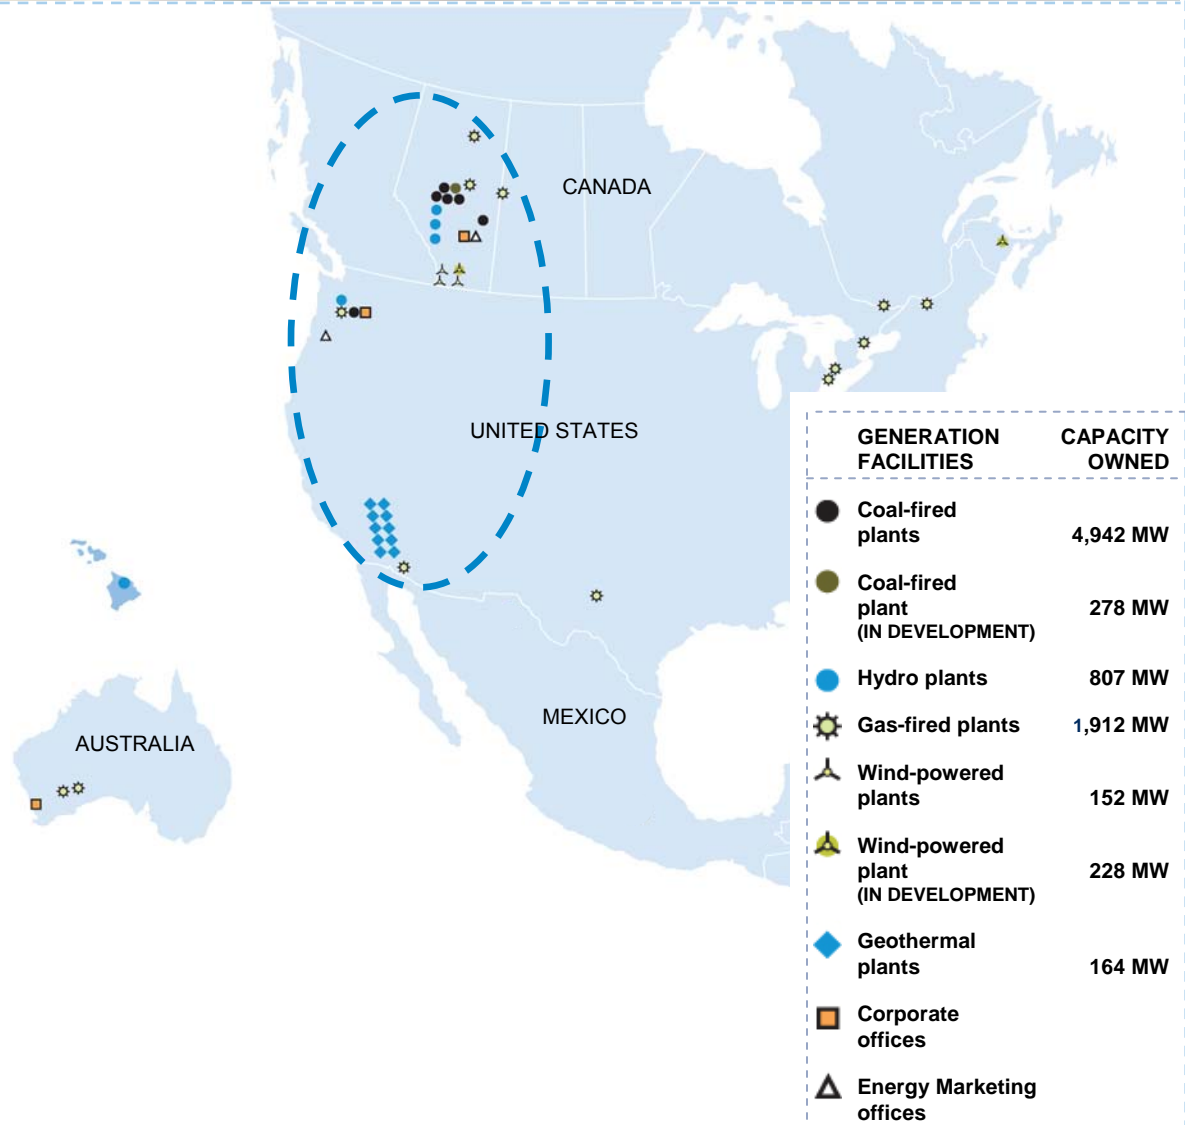 CANADA
UNITED STATES
MEXICO
AUSTRALIA
GENERATION CAPACITY
FACILITIES OWNED
Coal-fired
plants 4,942 MW
Coal-fired
plant 278 MW
(IN DEVELOPMENT)
Hydro plants 807 MW
Gas-fired plants 1,912 MW
Wind-powered
plants 152 MW
Wind-powered
plant 228 MW
(IN DEVELOPMENT)
Geothermal
plants 164 MW
Corporate
offices
Energy Marketing
offices